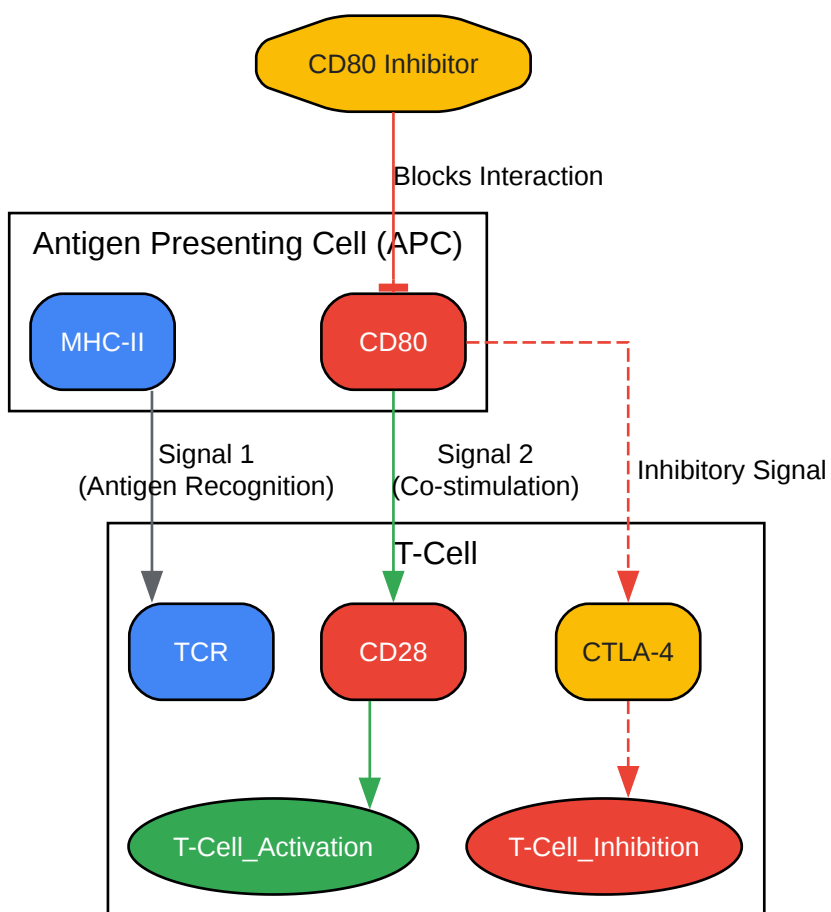 CD80 Inhibitor
Blocks Interaction
Antigen Presenting Cell (APC)
MHC-II
CD80
Signal 1
(Antigen Recognition)
Signal 2
(Co-stimulation)
Inhibitory Signal
T-Cell
TCR
CD28
CTLA-4
T-Cell_Activation
T-Cell_Inhibition